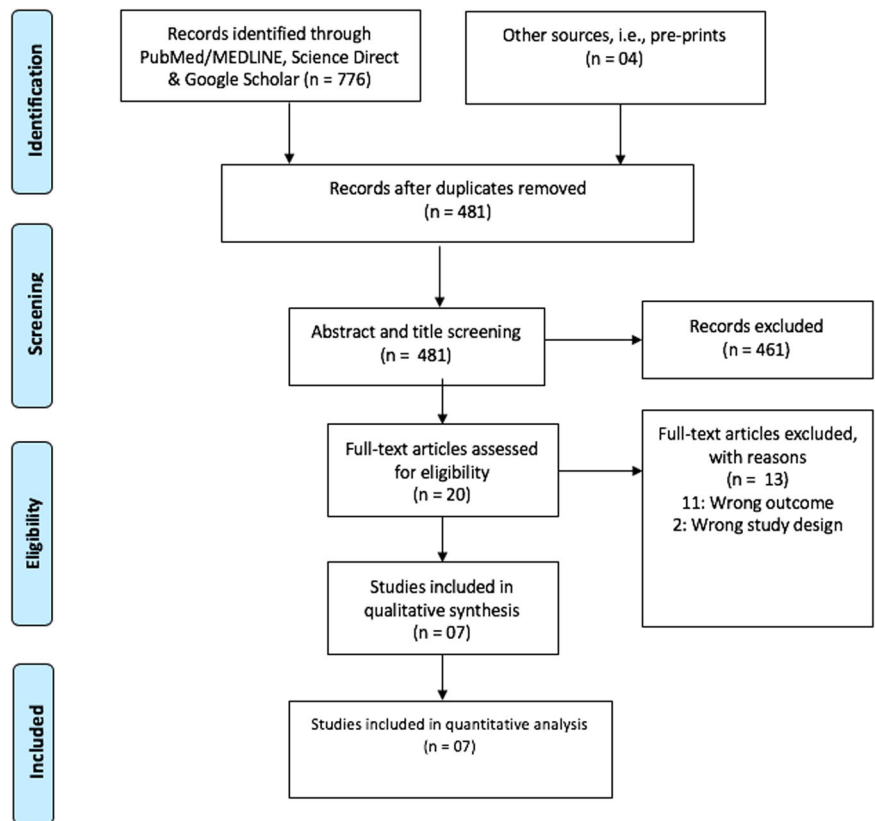 Identification
Records identified through
PubMed/MEDLINE, Science Direct
& Google Scholar (n = 776)
Other sources, i.e., pre-prints
(n = 04)
Records after duplicates removed
(n = 481)
Screening
Abstract and title screening
(n = 481)
Records excluded
(n = 461)
Eligibility
Full-text articles assessed
for eligibility
(n = 20)
Full-text articles excluded,
with reasons
(n = 13)
11: Wrong outcome
2: Wrong study design
Studies included in
qualitative synthesis
(n = 07)
Included
Studies included in quantitative analysis
(n = 07)